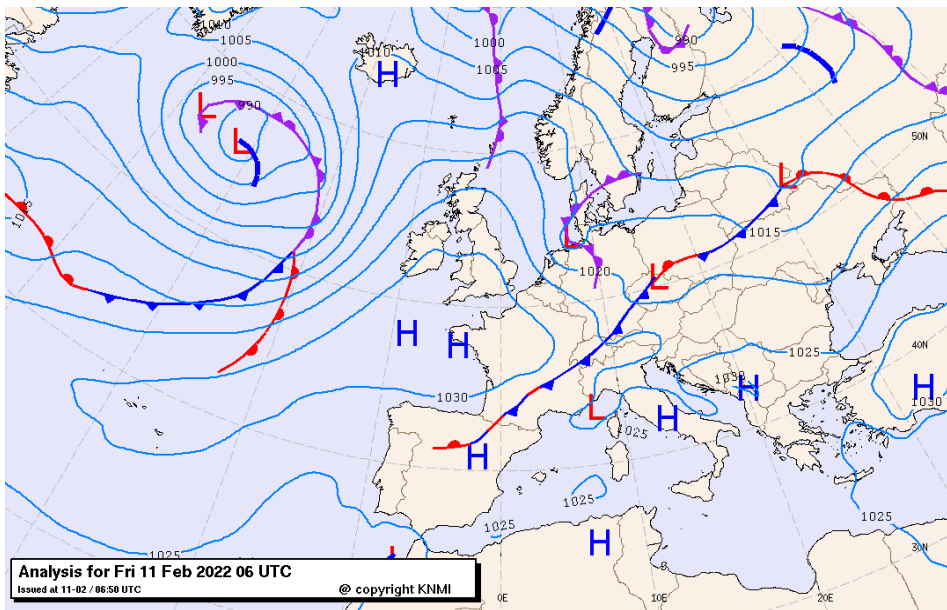 1010
1005
1000
995
990
L
L
1010
H
1000
1005
990
995
50N
L
1015
L
1020
L
H
H
40N
1025
1030
H
H
1030
1030
L
H
1025
H
1025
1025
1025
1025
H
30N
L
0E
10E
20E
Analysis for Fri 11 Feb 2022 06 UTC
Issued at 11-02 / 06:50 UTC
@ copyright KNMI